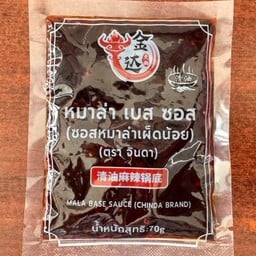 金达
清油
หมาล่า เบส ซอส
(ซอสหมาล่าเผ็ดน้อย)
(ตรา จินดา)
清油麻辣锅底
MALA BASE SAUCE (CHINDA BRAND)
น้ำหนักสุทธิ 70g